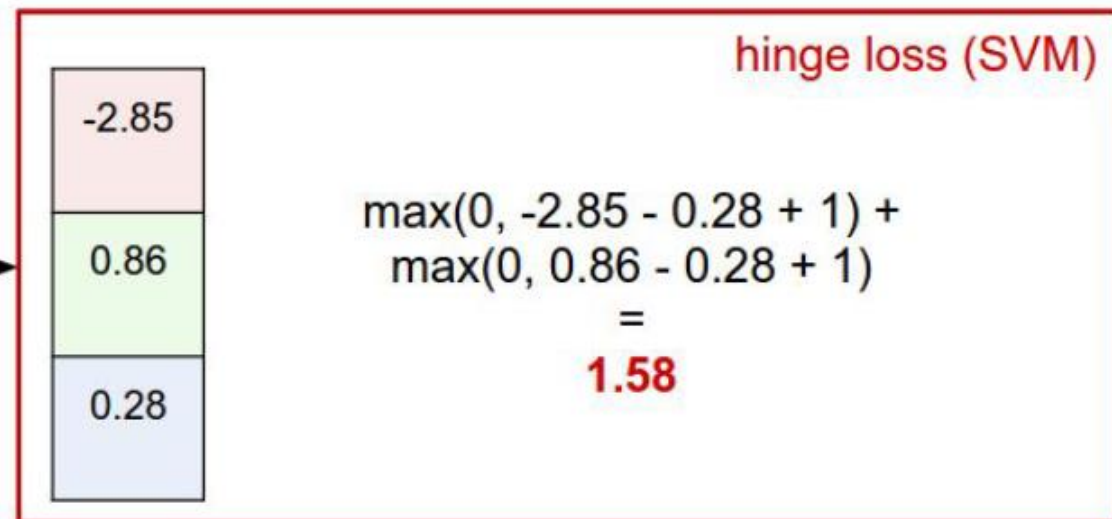 hinge loss (SVM)
-2.85
0.86
0.28
max(0, -2.85 - 0.28 + 1) +
max(0, 0.86 - 0.28 + 1)
=
1.58